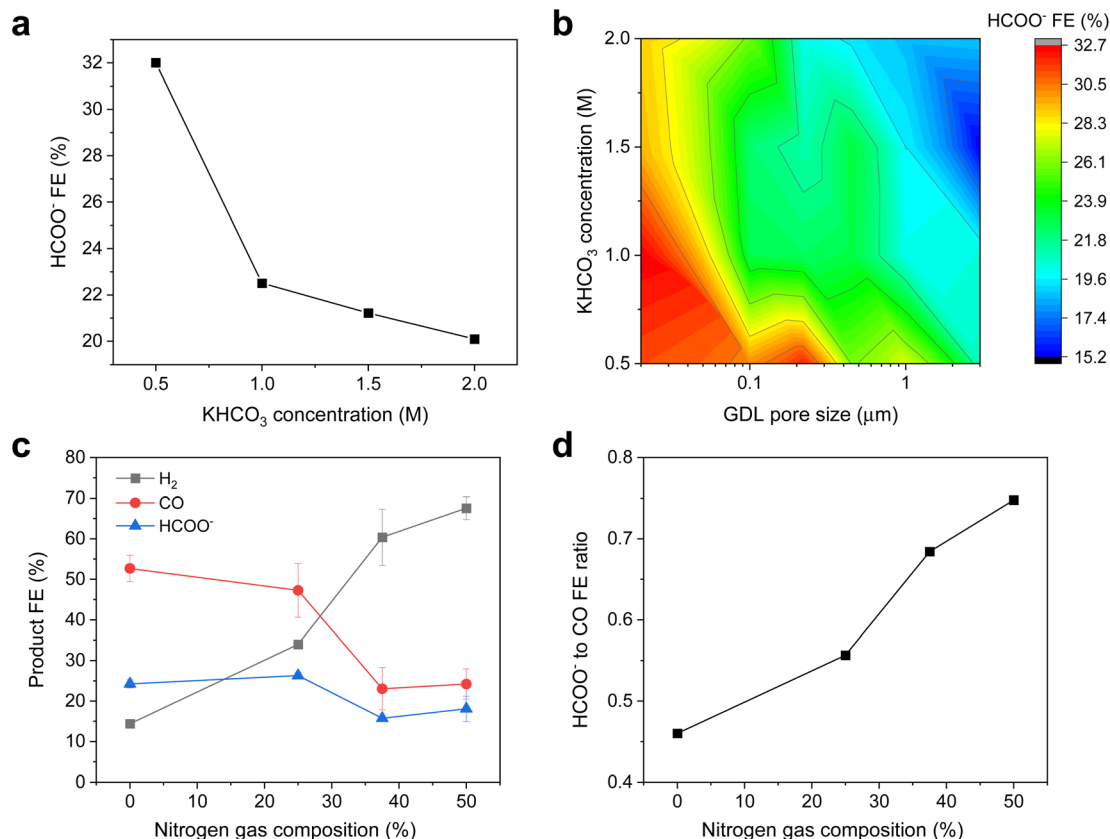 a
32
30
28
26
24
22
20
HCOO⁻ FE (%)
0.5 1.0 1.5 2.0
KHCO₃ concentration (M)
b
2.0
1.5
1.0
0.5
KHCO₃ concentration (M)
0.1 1
GDL pore size (μm)
HCOO⁻ FE (%)
32.7
30.5
28.3
26.1
23.9
21.8
19.6
17.4
15.2
c
80
70
60
50
40
30
20
10
0
Product FE (%)
H₂
CO
HCOO⁻
0 10 20 30 40 50
Nitrogen gas composition (%)
d
0.8
0.7
0.6
0.5
0.4
HCOO⁻ to CO FE ratio
0 10 20 30 40 50
Nitrogen gas composition (%)